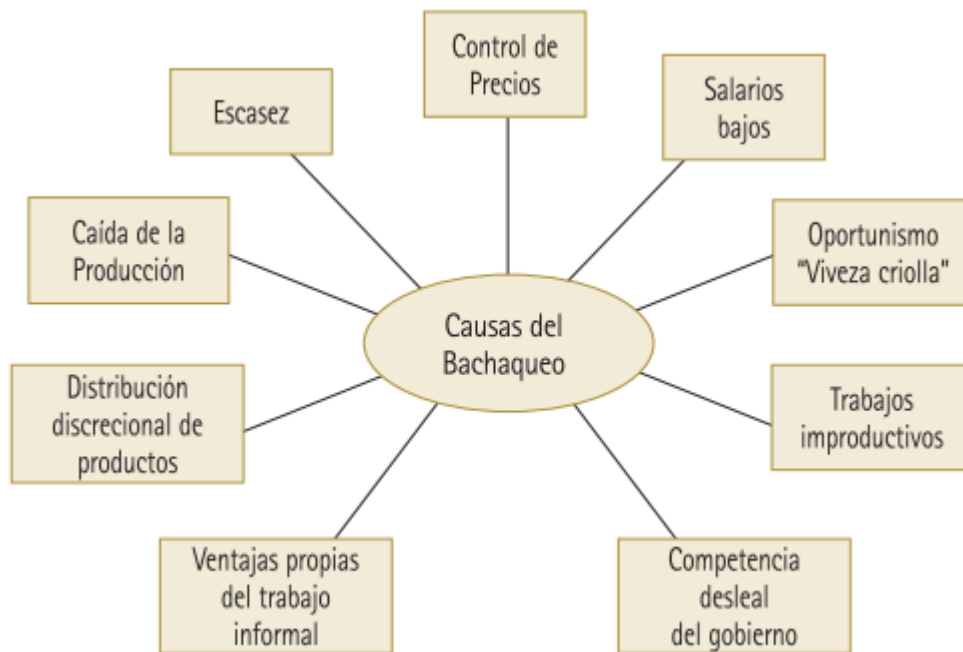 Control de
Precios
Salarios
bajos
Escasez
Oportunismo
"Viveza criolla"
Caída de la
Producción
Causas del
Bachaqueo
Distribución
discrecional de
productos
Trabajos
improductivos
Ventajas propias
del trabajo
informal
Competencia
desleal
del gobierno